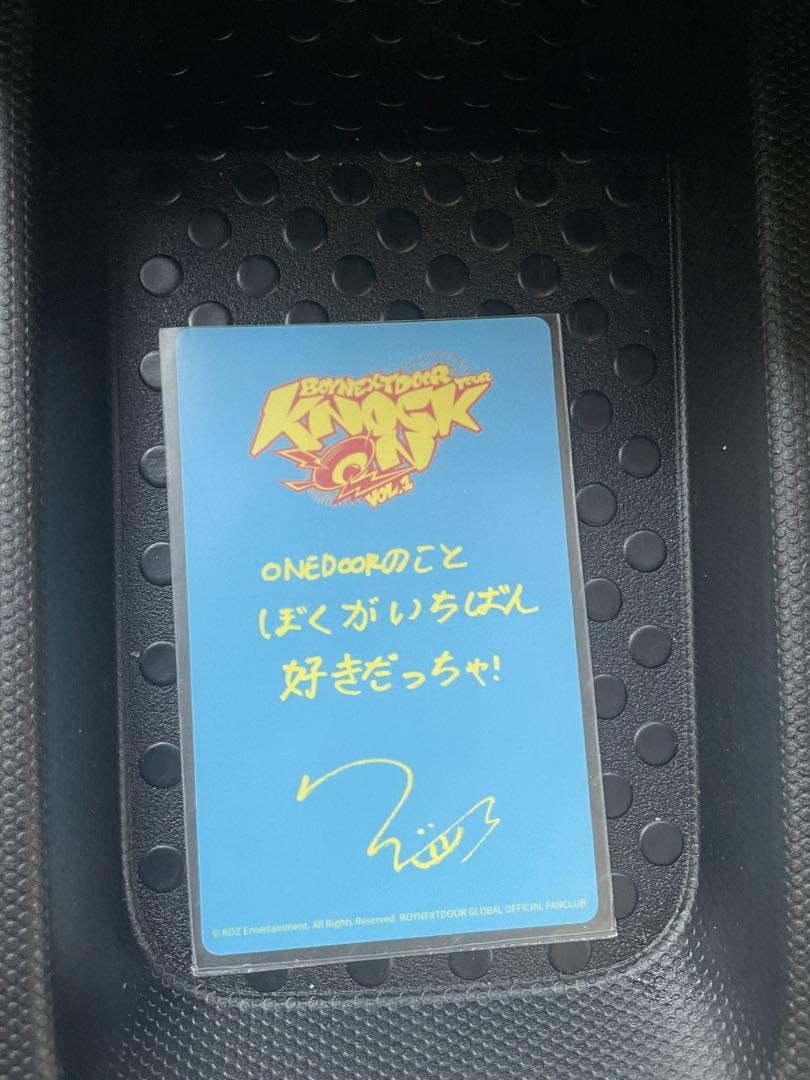 BOYNEXTDOOR TOUR
KNOCK
ON
VOL.1
ONEDOORのこと
ぼくがいちばん
好きだっちゃ!
© KOZ Entertainment. All Rights Reserved. BOYNEXTDOOR GLOBAL OFFICIAL FANCLUB